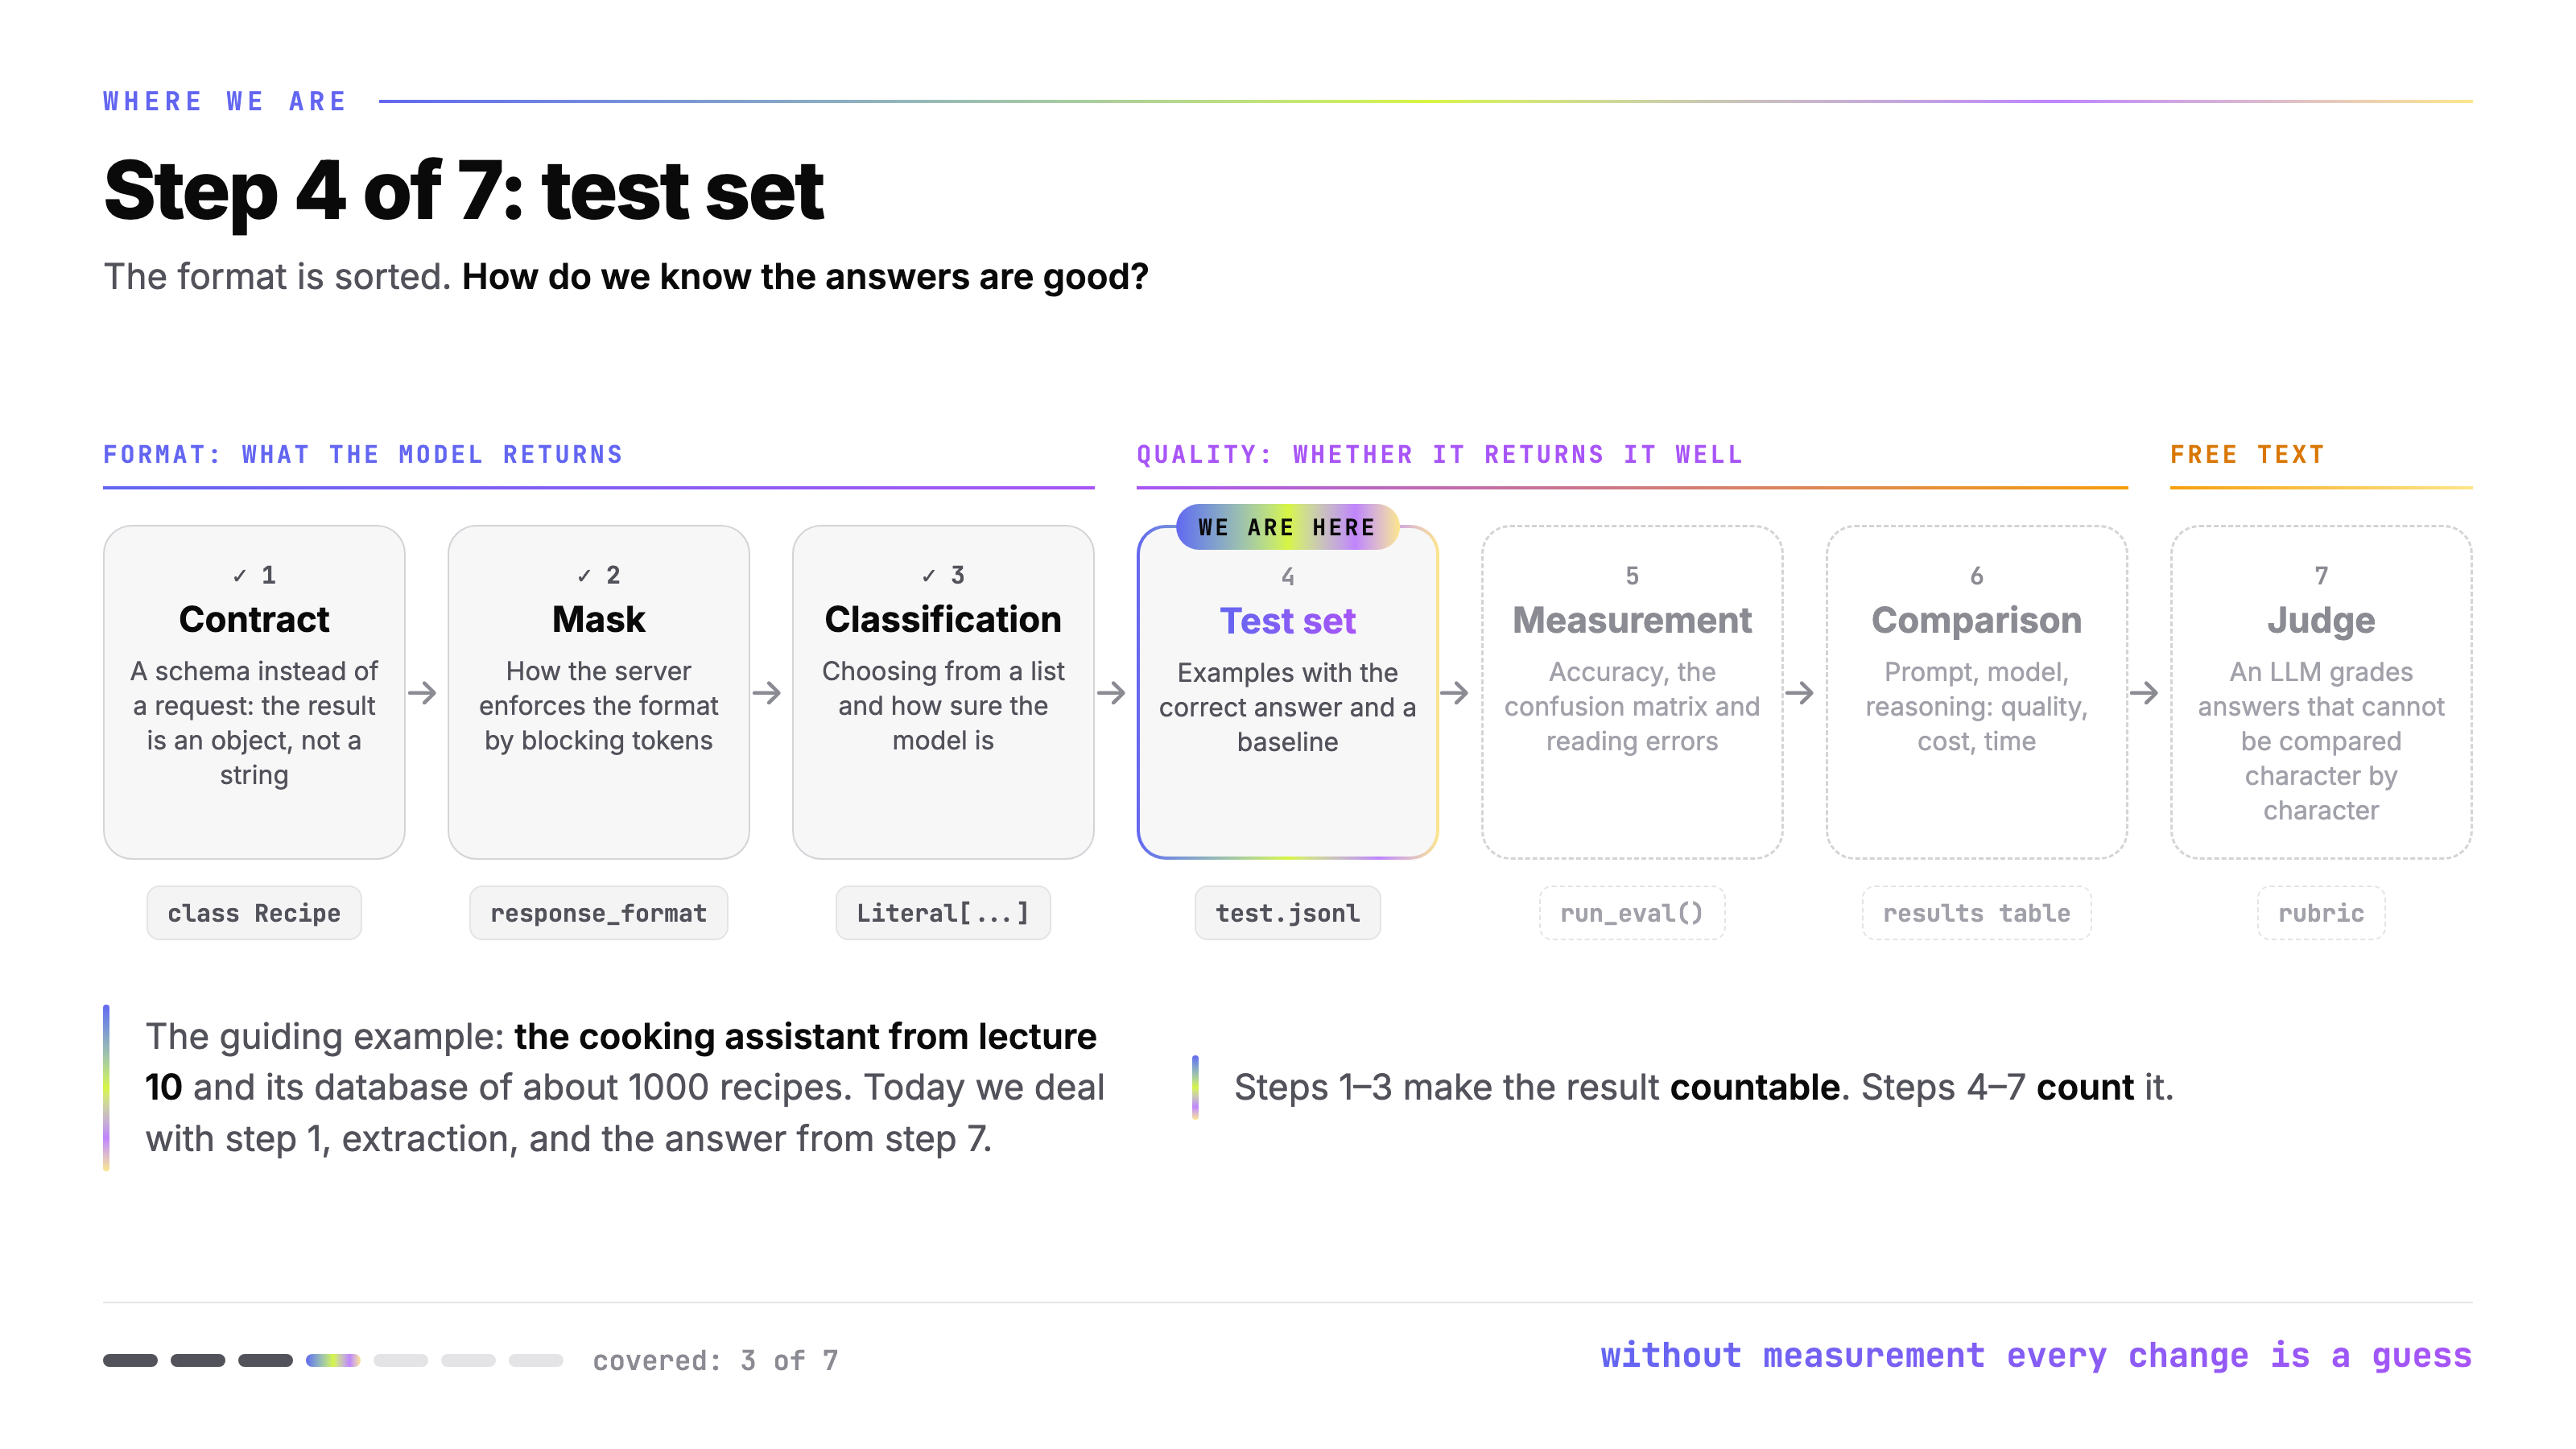 WHERE WE ARE
Step 4 of 7: test set
The format is sorted. How do we know the answers are good?
FORMAT: WHAT THE MODEL RETURNS
QUALITY: WHETHER IT RETURNS IT WELL
FREE TEXT
✓ 1
Contract
A schema instead of
a request: the result
is an object, not a
string
class Recipe
✓ 2
Mask
How the server
enforces the format
by blocking tokens
response_format
✓ 3
Classification
Choosing from a list
and how sure the
model is
Literal[...]
WE ARE HERE
4
Test set
Examples with the
correct answer and a
baseline
test.jsonl
5
Measurement
Accuracy, the
confusion matrix and
reading errors
run_eval()
6
Comparison
Prompt, model,
reasoning: quality,
cost, time
results table
7
Judge
An LLM grades
answers that cannot
be compared
character by
character
rubric
The guiding example: the cooking assistant from lecture
10 and its database of about 1000 recipes. Today we deal
with step 1, extraction, and the answer from step 7.
Steps 1–3 make the result countable. Steps 4–7 count it.
covered: 3 of 7
without measurement every change is a guess